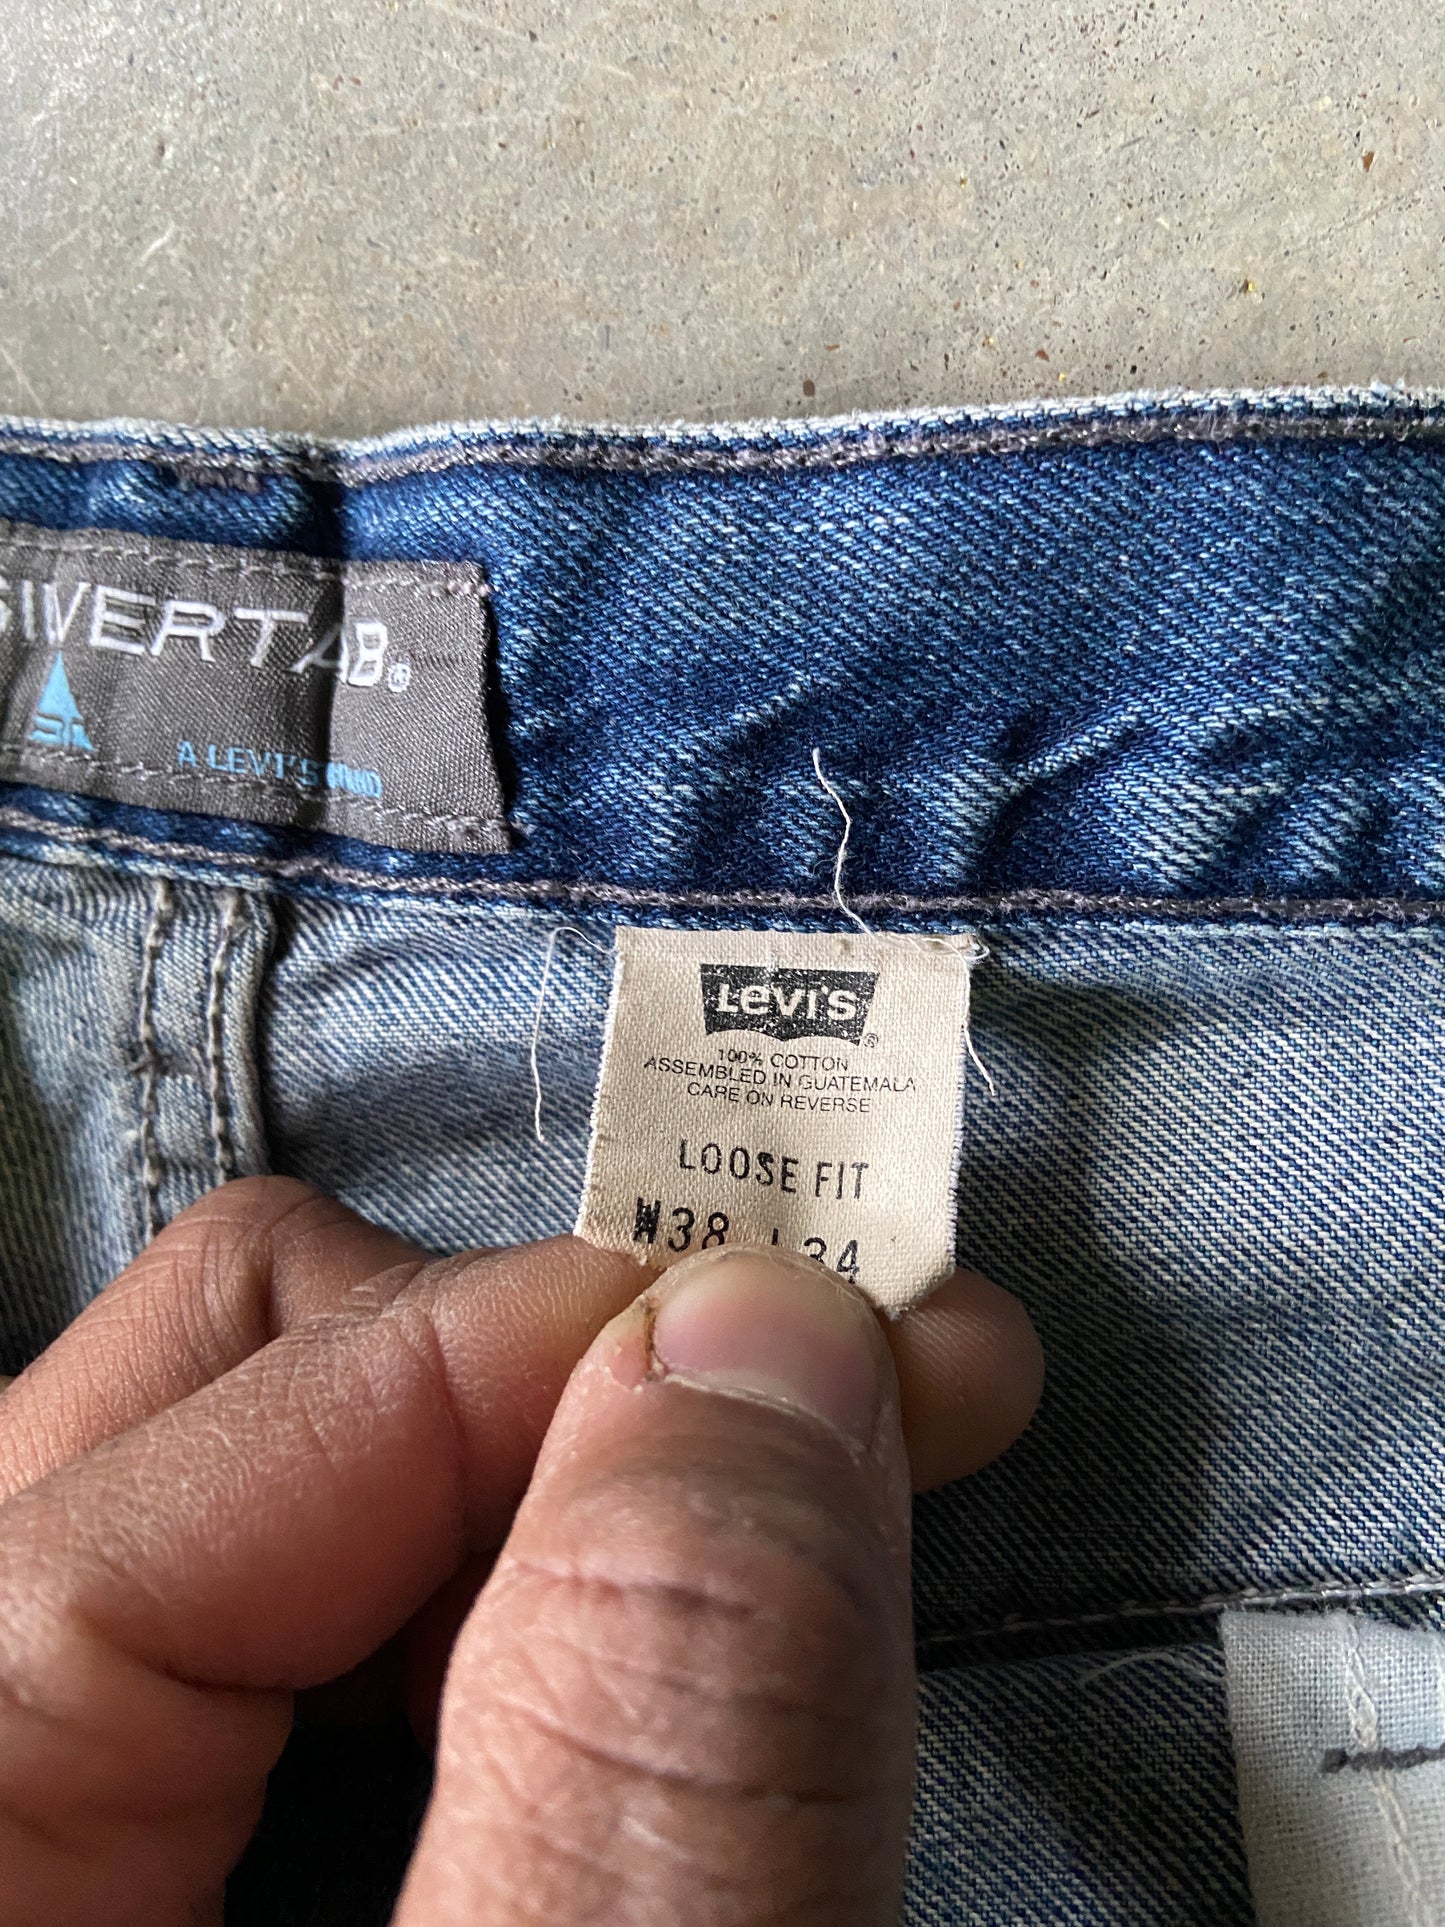 SILVERTAB®
A LEVI'S BRAND
LEVI'S®
100% COTTON
ASSEMBLED IN GUATEMALA
CARE ON REVERSE
LOOSE FIT
W38 L34